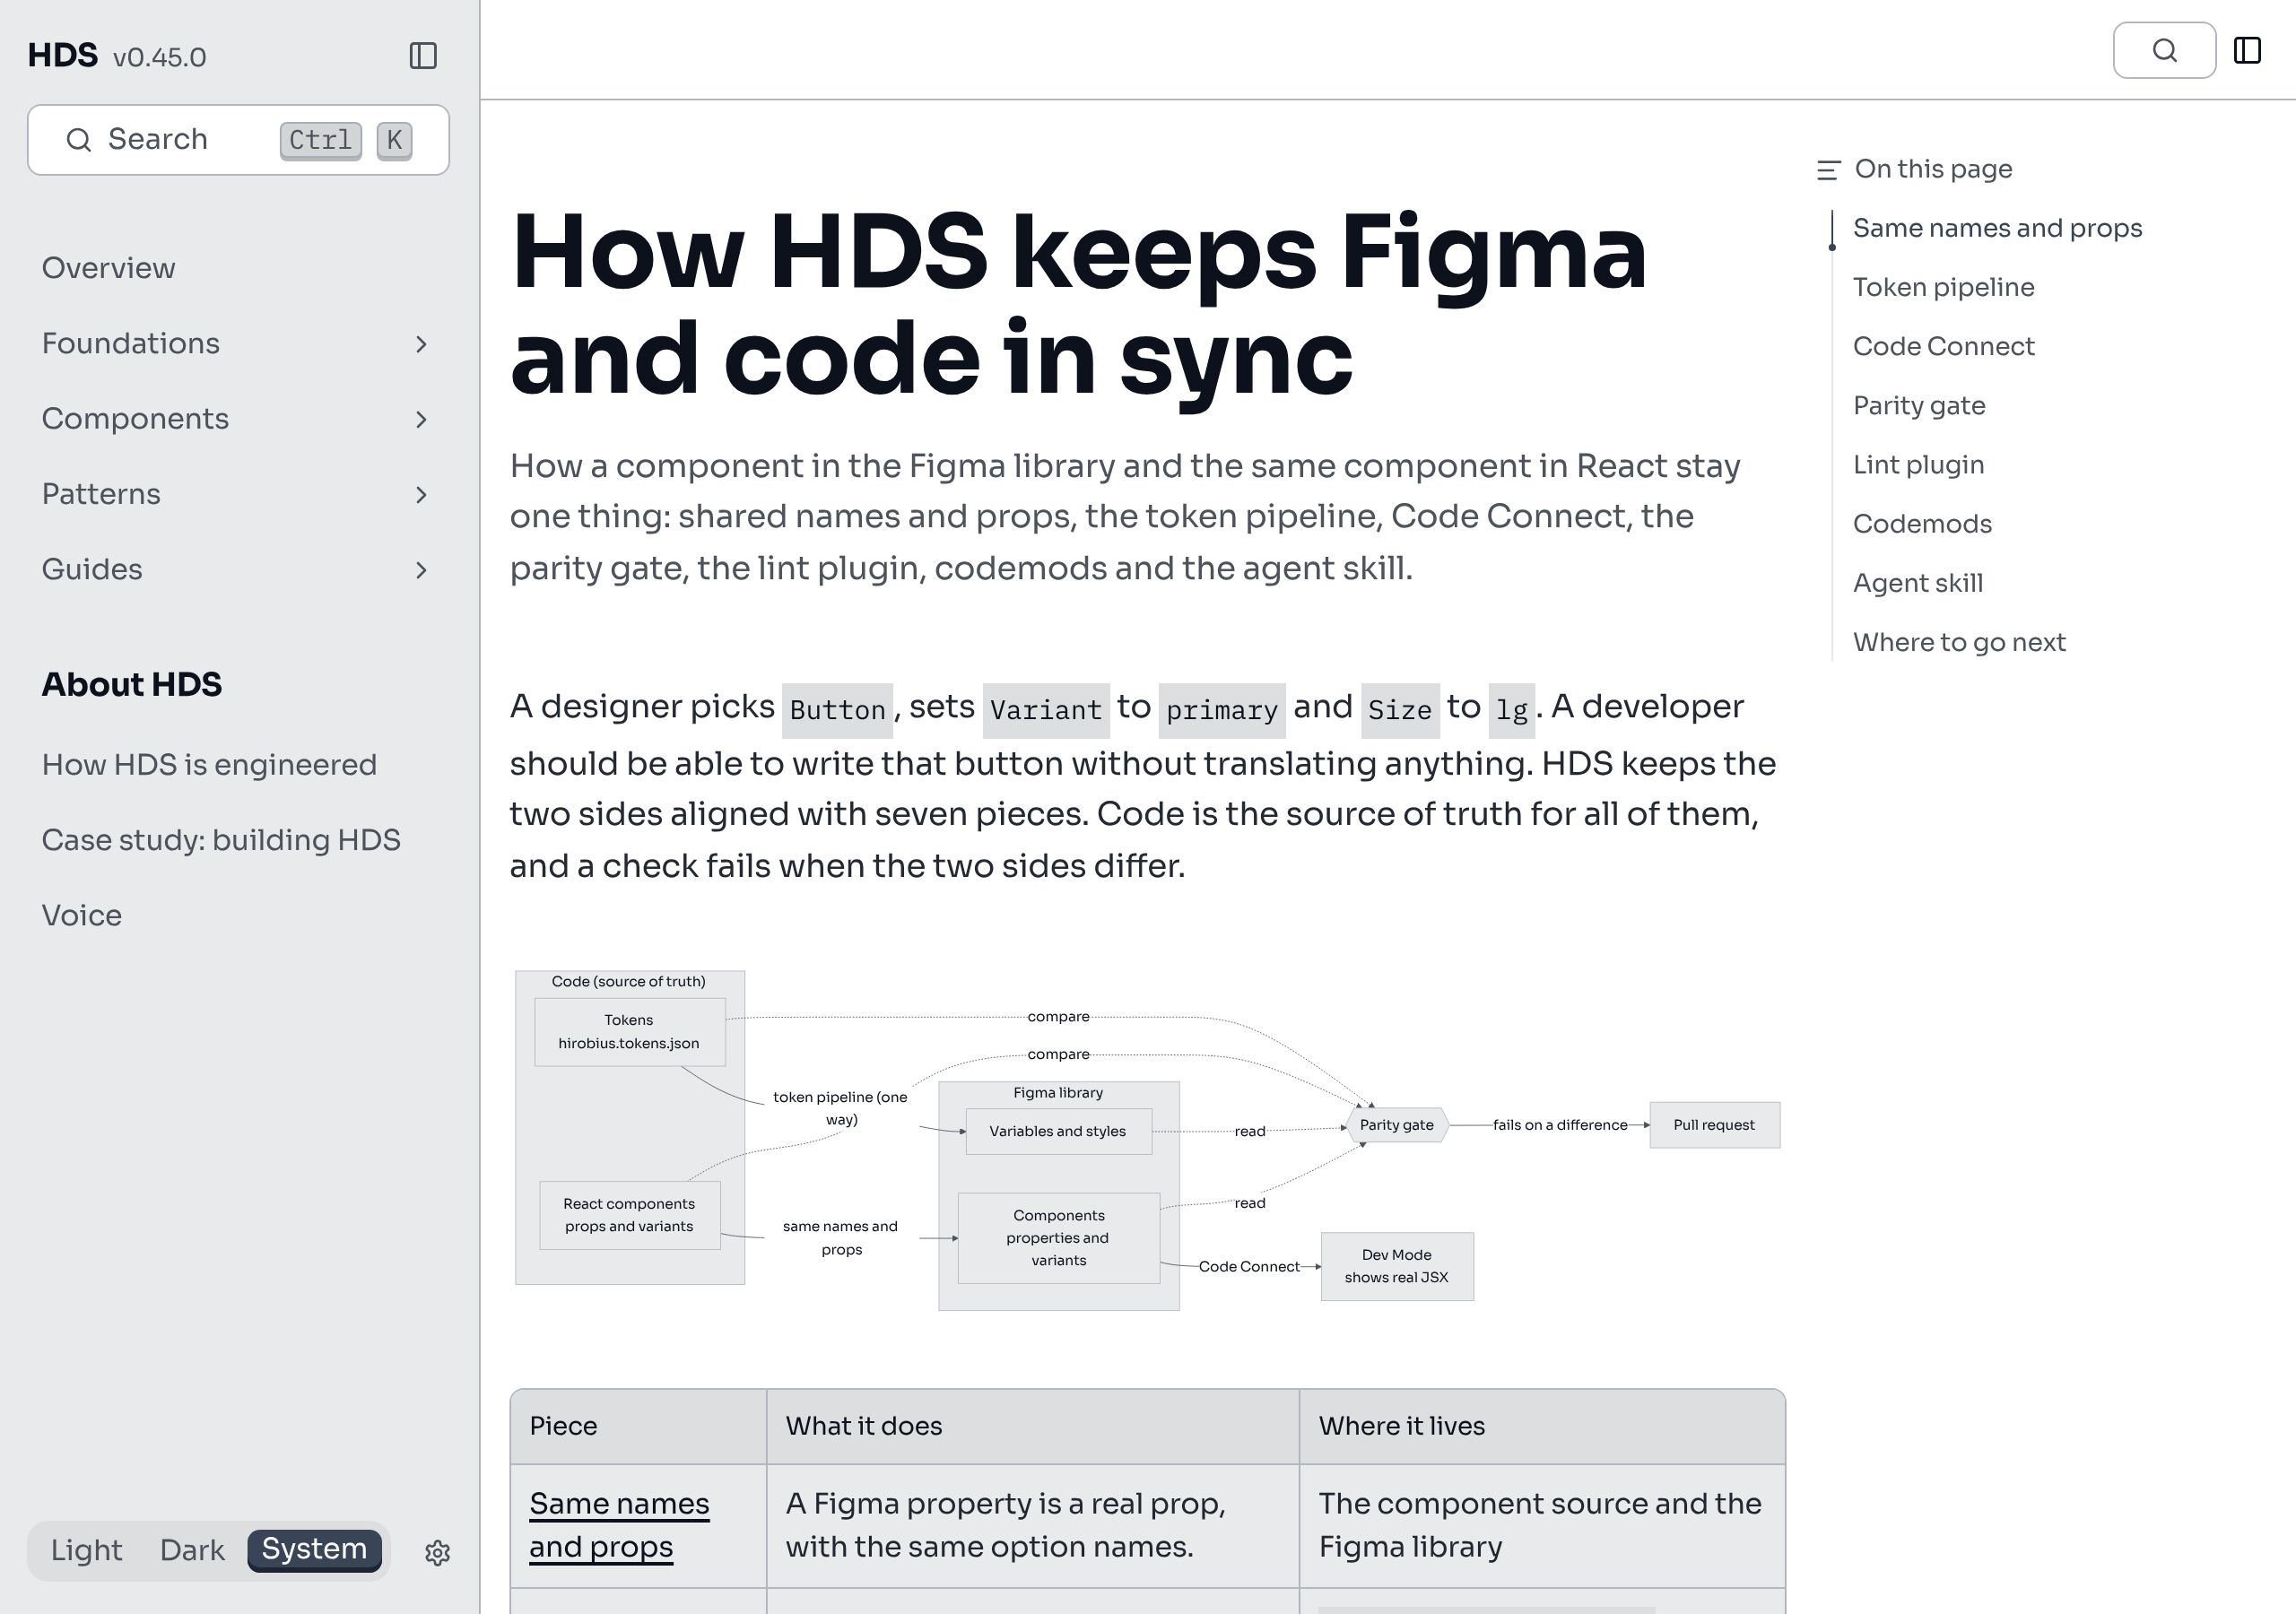 HDS v0.45.0
Search Ctrl K
Overview
Foundations
Components
Patterns
Guides
About HDS
How HDS is engineered
Case study: building HDS
Voice
Light Dark System
How HDS keeps Figma
and code in sync
How a component in the Figma library and the same component in React stay
one thing: shared names and props, the token pipeline, Code Connect, the
parity gate, the lint plugin, codemods and the agent skill.
A designer picks Button, sets Variant to primary and Size to lg. A developer
should be able to write that button without translating anything. HDS keeps the
two sides aligned with seven pieces. Code is the source of truth for all of them,
and a check fails when the two sides differ.
Code (source of truth)
Tokens
hirobius.tokens.json
React components
props and variants
compare
compare
token pipeline (one
way)
same names and
props
Figma library
Variables and styles
Components
properties and
variants
read
read
Code Connect
Parity gate
fails on a difference
Pull request
Dev Mode
shows real JSX
Piece
What it does
Where it lives
Same names
and props
A Figma property is a real prop,
with the same option names.
The component source and the
Figma library
On this page
Same names and props
Token pipeline
Code Connect
Parity gate
Lint plugin
Codemods
Agent skill
Where to go next